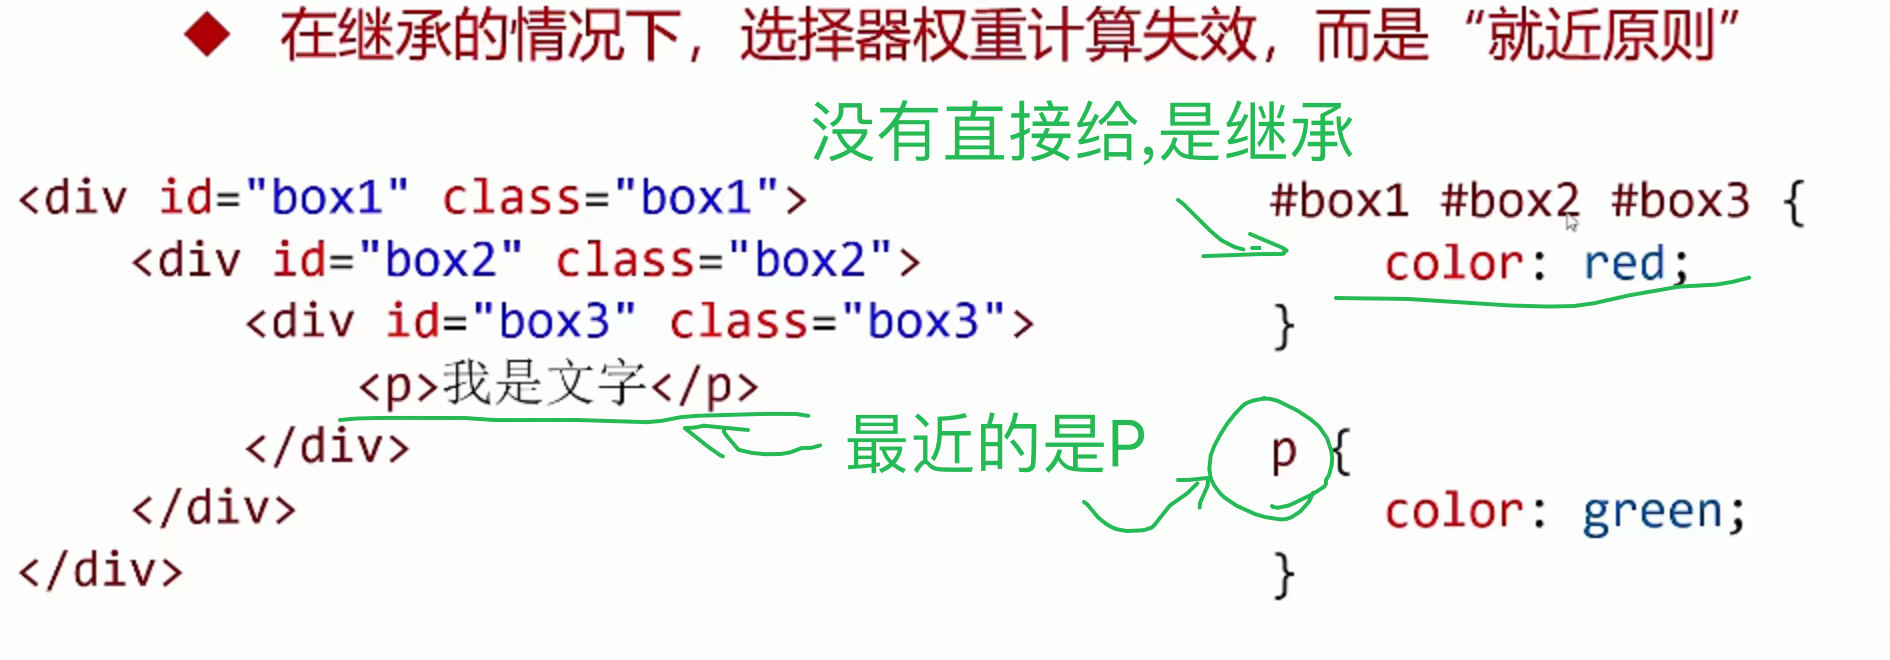 ◆ 在继承的情况下，选择器权重计算失效，而是“就近原则”
没有直接给,是继承
<div id="box1" class="box1">
<div id="box2" class="box2">
<div id="box3" class="box3">
<p>我是文字</p>
</div>
</div>
</div>
#box1 #box2 #box3 {
color: red;
}
最近的是P
p {
color: green;
}